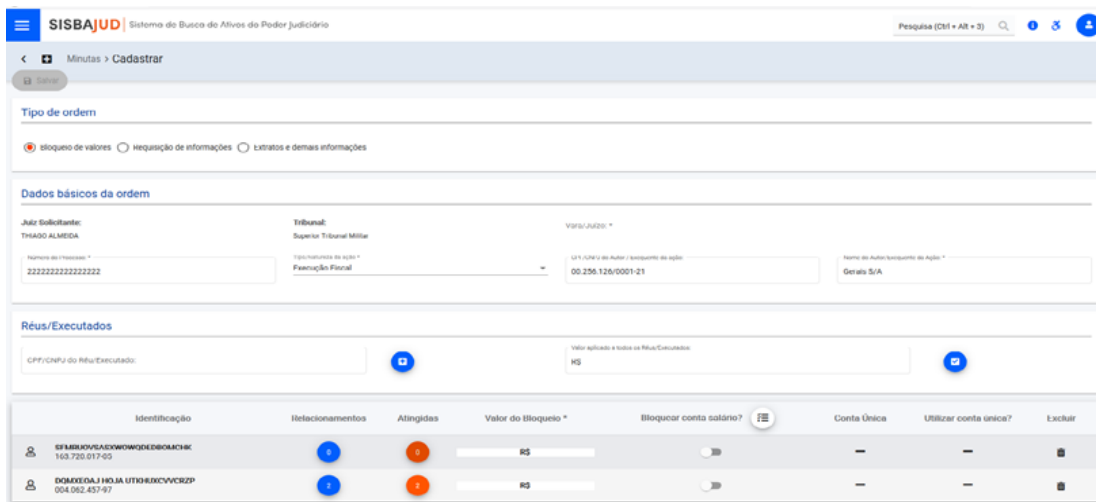 SISBAJUD Sistema de Busca de Ativos do Poder Judiciário
Pesquisa (Ctrl + Alt + 3)
Minutas > Cadastrar
Salvar
Tipo de ordem
Bloqueio de valores Requisição de informações Extratos e demais informações
Dados básicos da ordem
Juiz Solicitante: Tribunal: Vara/Juízo: *
THIAGO ALMEIDA Superior Tribunal Militar
Número do Processo * Tipo/Natureza da ação * CPF/CNPJ do Autor / Exequente da ação Nome do Autor/Exequente da Ação *
2222222222222222 Execução Fiscal 00.256.126/0001-21 Gerais S/A
Réus/Executados
Valor aplicado a todos os Réus/Executados
CPF/CNPJ do Réu/Executado: R$
Identificação Relacionamentos Atingidas Valor do Bloqueio * Bloquear conta salário? Conta Única Utilizar conta única? Excluir
163.720.017-05 0 0 R$ – –
HOJA
004.062.457-97 2 2 R$ – –